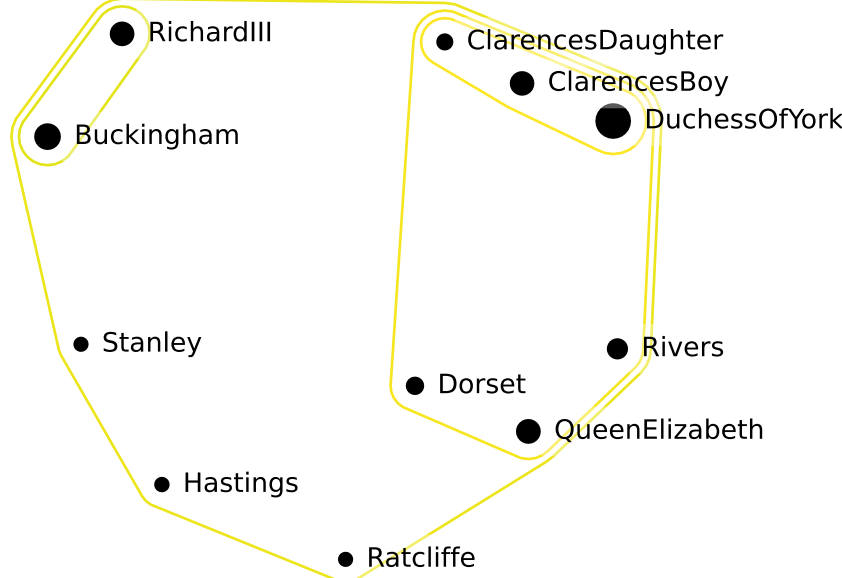 RichardIII
ClarencesDaughter
ClarencesBoy
DuchessOfYork
Buckingham
Stanley
Rivers
Dorset
QueenElizabeth
Hastings
Ratcliffe